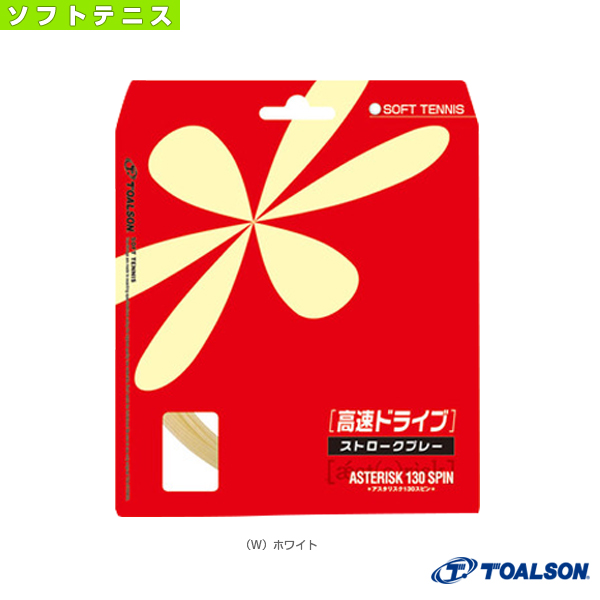 ソフトテニス
SOFT TENNIS
TOALSON SOFT TENNIS
[高速ドライブ]
ストロークプレー
ASTERISK 130 SPIN
*アスタリスク130スピン*
(W) ホワイト
TOALSON